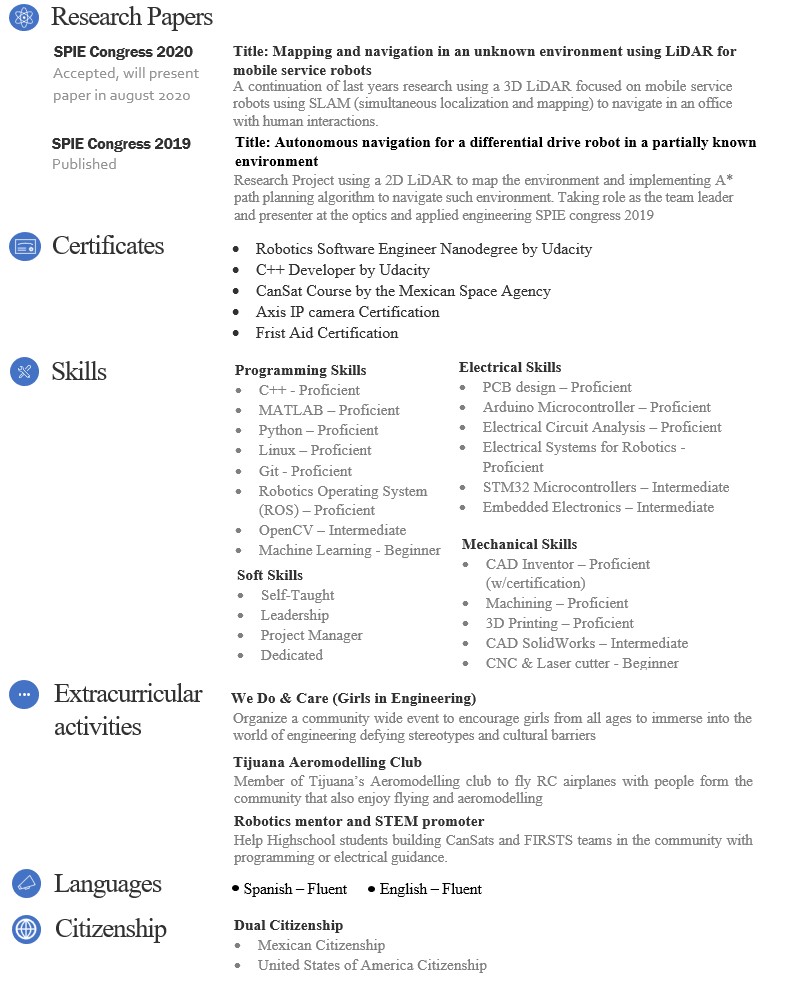 Research Papers
SPIE Congress 2020
Accepted, will present
paper in august 2020
Title: Mapping and navigation in an unknown environment using LiDAR for
mobile service robots
A continuation of last years research using a 3D LiDAR focused on mobile service
robots using SLAM (simultaneous localization and mapping) to navigate in an office
with human interactions.
SPIE Congress 2019
Published
Title: Autonomous navigation for a differential drive robot in a partially known
environment
Research Project using a 2D LiDAR to map the environment and implementing A*
path planning algorithm to navigate such environment. Taking role as the team leader
and presenter at the optics and applied engineering SPIE congress 2019
Certificates
• Robotics Software Engineer Nanodegree by Udacity
• C++ Developer by Udacity
• CanSat Course by the Mexican Space Agency
• Axis IP camera Certification
• Frist Aid Certification
Skills
Programming Skills
• C++ - Proficient
• MATLAB – Proficient
• Python – Proficient
• Linux – Proficient
• Git - Proficient
• Robotics Operating System
(ROS) – Proficient
• OpenCV – Intermediate
• Machine Learning - Beginner
Soft Skills
• Self-Taught
• Leadership
• Project Manager
• Dedicated
Electrical Skills
• PCB design – Proficient
• Arduino Microcontroller – Proficient
• Electrical Circuit Analysis – Proficient
• Electrical Systems for Robotics -
Proficient
• STM32 Microcontrollers – Intermediate
• Embedded Electronics – Intermediate
Mechanical Skills
• CAD Inventor – Proficient
(w/certification)
• Machining – Proficient
• 3D Printing – Proficient
• CAD SolidWorks – Intermediate
• CNC & Laser cutter - Beginner
Extracurricular
activities
We Do & Care (Girls in Engineering)
Organize a community wide event to encourage girls from all ages to immerse into the
world of engineering defying stereotypes and cultural barriers
Tijuana Aeromodelling Club
Member of Tijuana's Aeromodelling club to fly RC airplanes with people form the
community that also enjoy flying and aeromodelling
Robotics mentor and STEM promoter
Help Highschool students building CanSats and FIRSTS teams in the community with
programming or electrical guidance.
Languages
• Spanish – Fluent • English – Fluent
Citizenship
Dual Citizenship
• Mexican Citizenship
• United States of America Citizenship